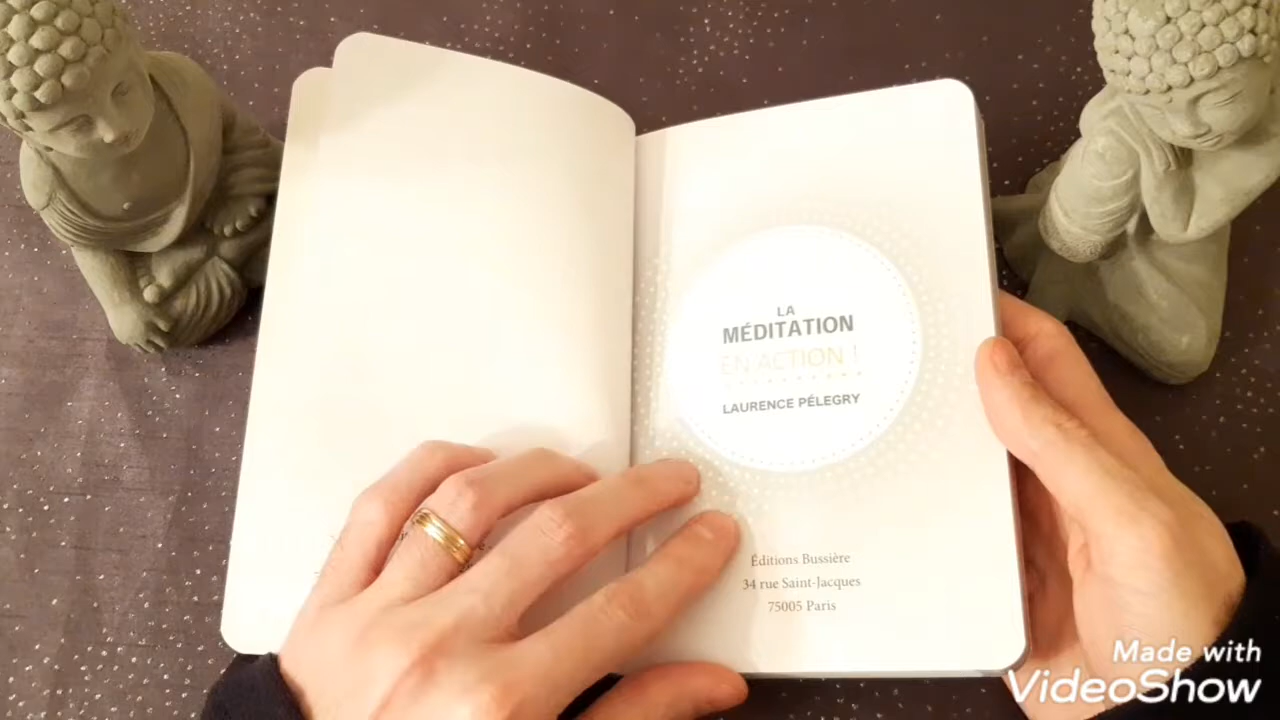 LA
MÉDITATION
EN ACTION !
LAURENCE PÉLEGRY
Éditions Bussière
34 rue Saint-Jacques
75005 Paris
Made with
VideoShow